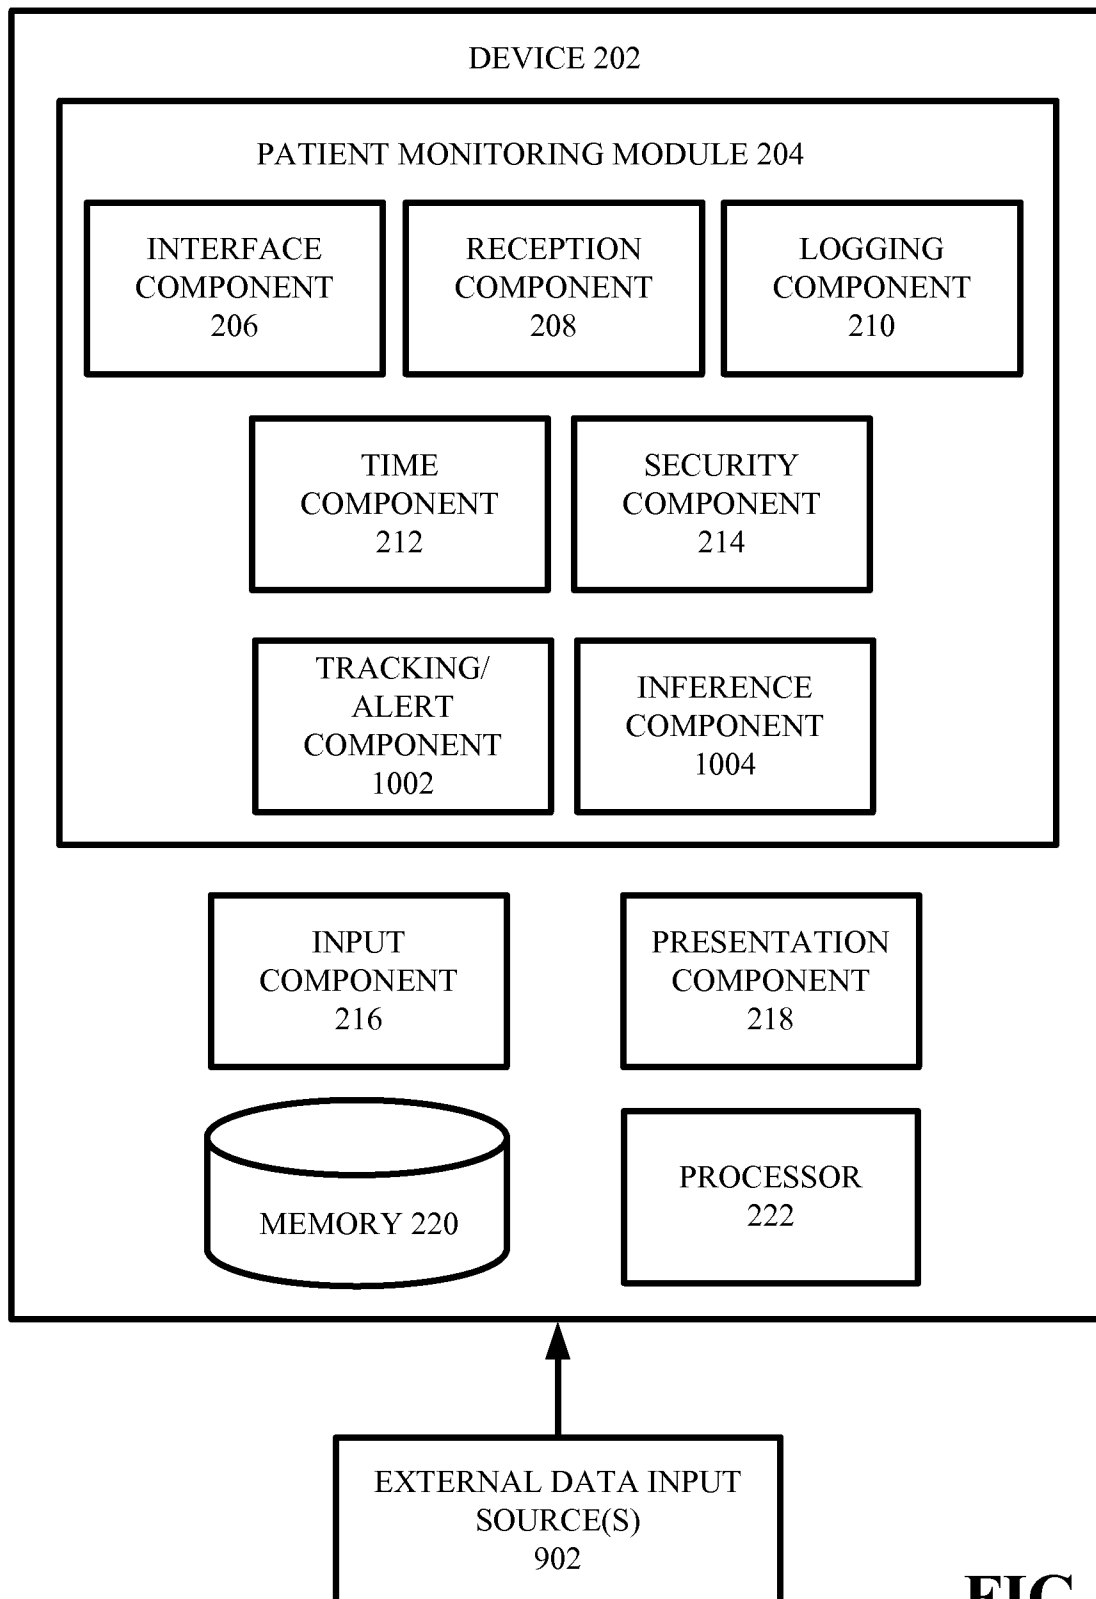 DEVICE 202
PATIENT MONITORING MODULE 204
INTERFACE
COMPONENT
206
RECEPTION
COMPONENT
208
LOGGING
COMPONENT
210
TIME
COMPONENT
212
SECURITY
COMPONENT
214
TRACKING/
ALERT
COMPONENT
1002
INFERENCE
COMPONENT
1004
INPUT
COMPONENT
216
PRESENTATION
COMPONENT
218
MEMORY 220
PROCESSOR
222
EXTERNAL DATA INPUT
SOURCE(S)
902
FIG